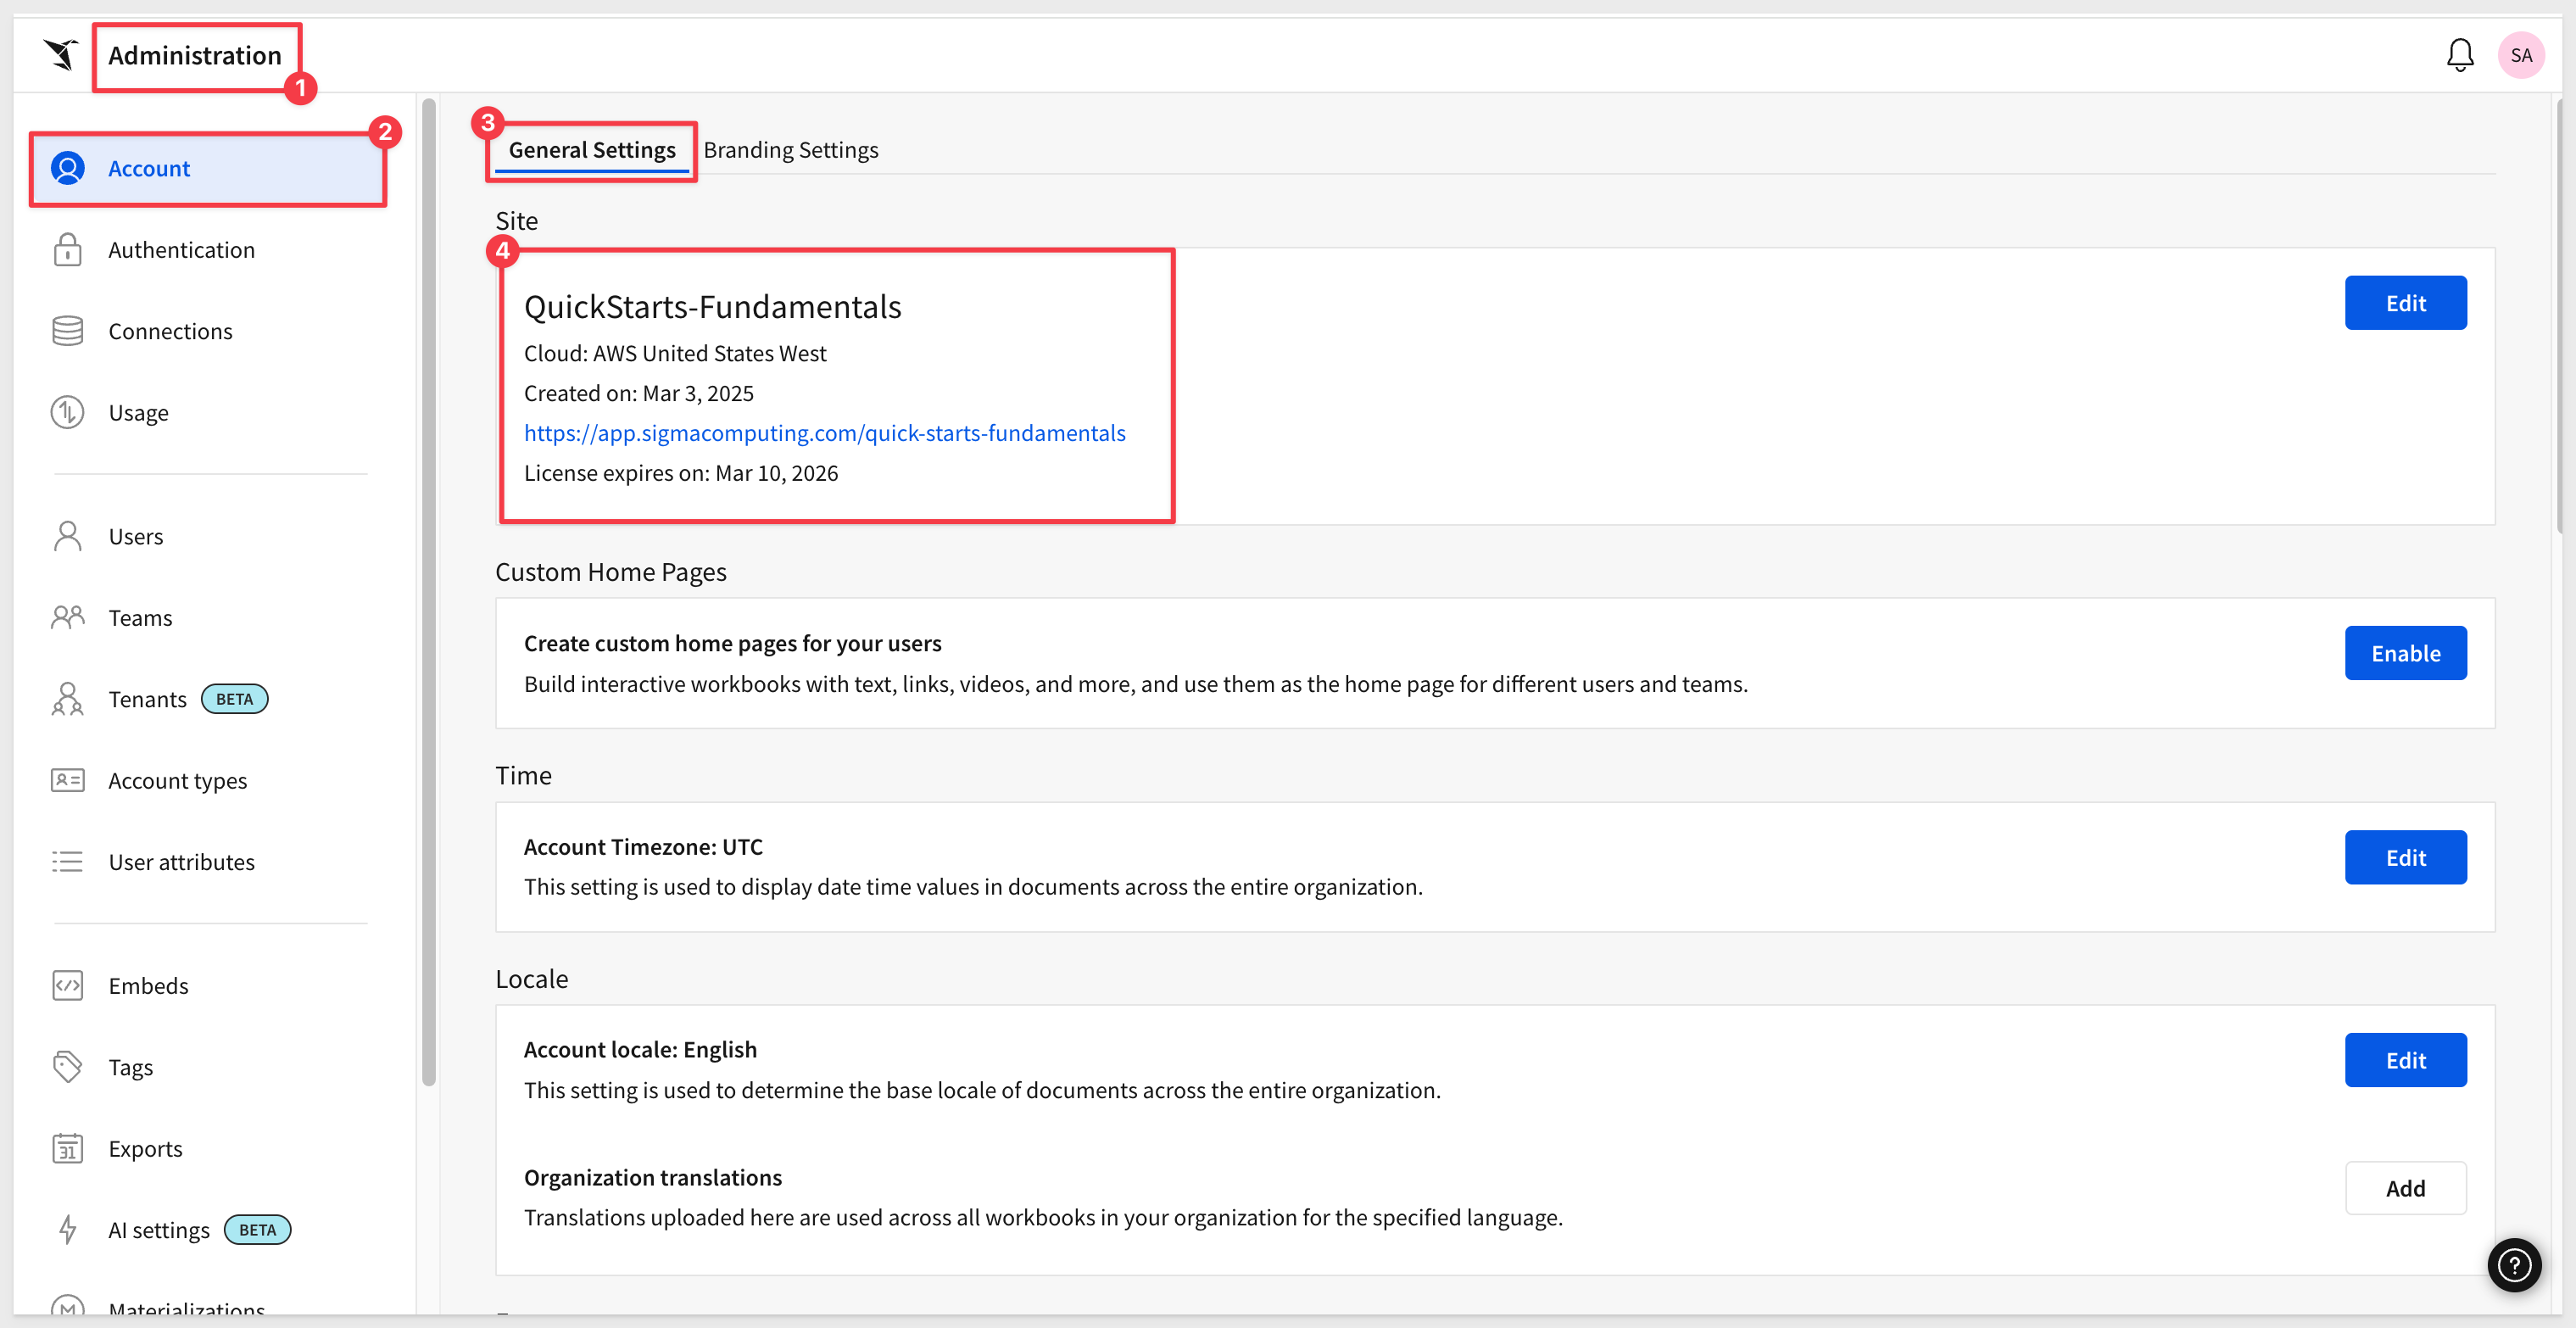 Administration
1
SA
2
Account
Authentication
Connections
Usage
Users
Teams
Tenants BETA
Account types
User attributes
Embeds
Tags
31
Exports
AI settings BETA
M
Materializations
3
General Settings Branding Settings
Site
4
QuickStarts-Fundamentals
Cloud: AWS United States West
Created on: Mar 3, 2025
https://app.sigmacomputing.com/quick-starts-fundamentals
License expires on: Mar 10, 2026
Edit
Custom Home Pages
Create custom home pages for your users
Build interactive workbooks with text, links, videos, and more, and use them as the home page for different users and teams.
Enable
Time
Account Timezone: UTC
This setting is used to display date time values in documents across the entire organization.
Edit
Locale
Account locale: English
This setting is used to determine the base locale of documents across the entire organization.
Edit
Organization translations
Translations uploaded here are used across all workbooks in your organization for the specified language.
Add
?